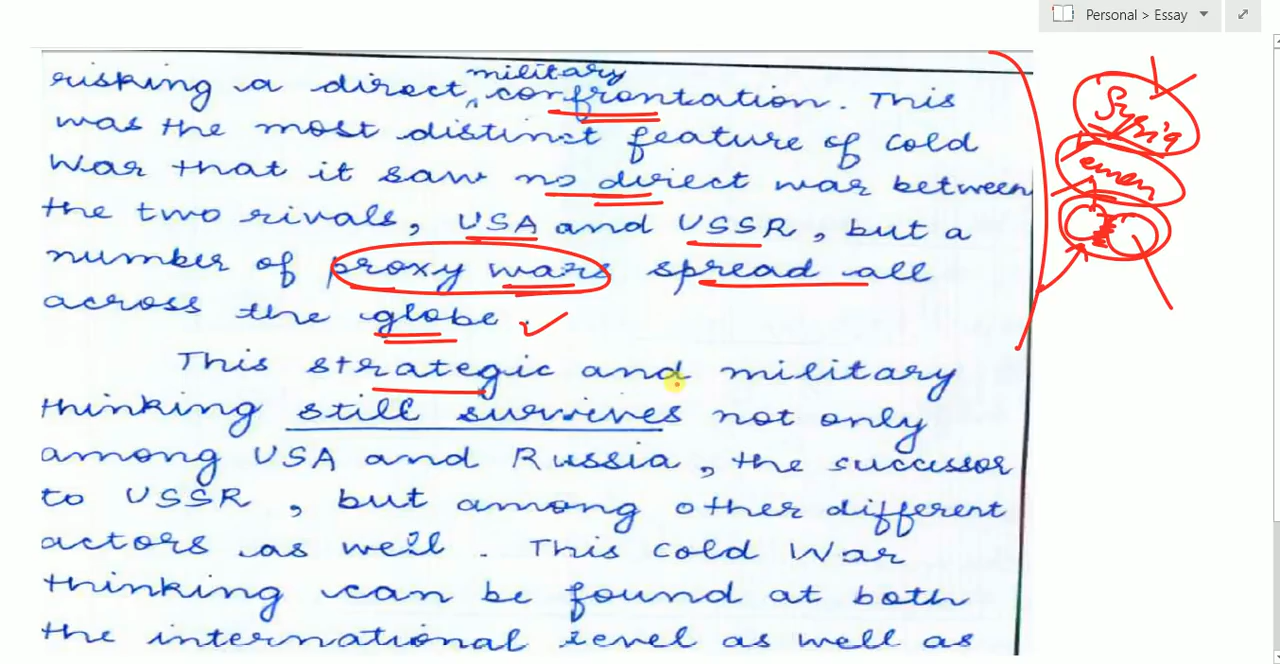 Personal > Essay
risking a direct military confrontation. This
was the most distinct feature of cold
War that it saw no direct war between
the two rivals, USA and USSR, but a
number of proxy wars spread all
across the globe.
This strategic and military
thinking still survives not only
among USA and Russia, the successor
to USSR, but among other different
actors as well. This Cold War
thinking can be found at both
the international level as well as
Syria
emen